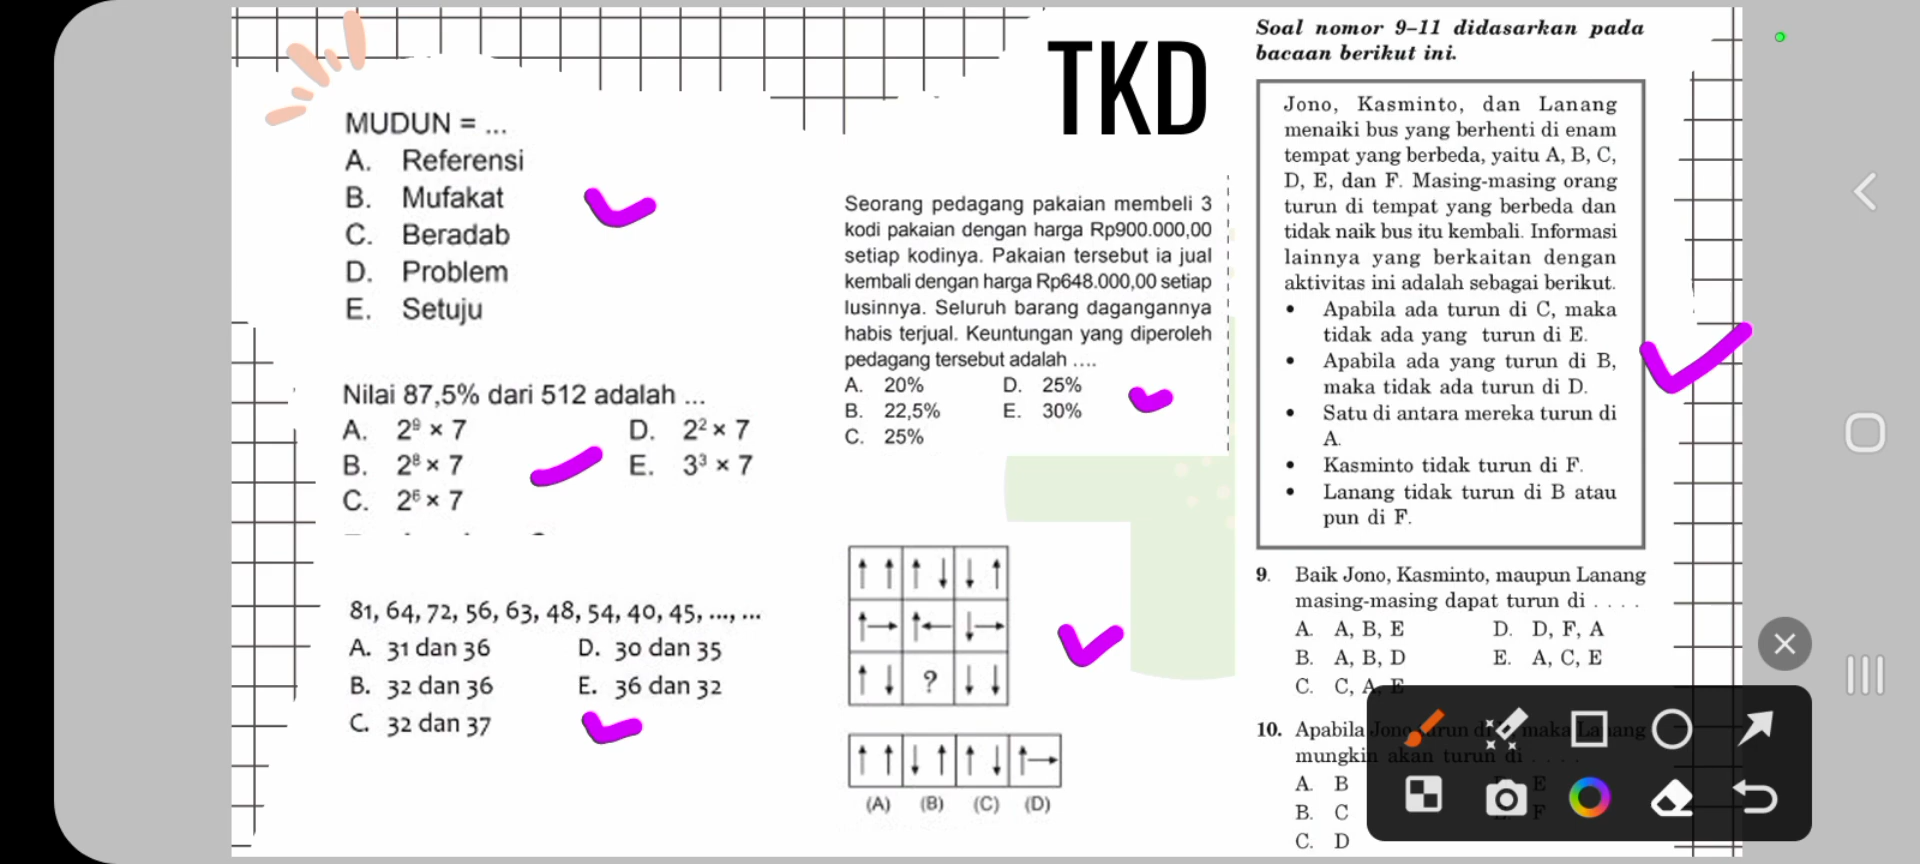 TKD
MUDUN = ...
A. Referensi
B. Mufakat
C. Beradab
D. Problem
E. Setuju
Nilai 87,5% dari 512 adalah ...
A. 2⁹ × 7
B. 2⁸ × 7
C. 2⁶ × 7
D. 2² × 7
E. 3³ × 7
81, 64, 72, 56, 63, 48, 54, 40, 45, ..., ...
A. 31 dan 36
B. 32 dan 36
C. 32 dan 37
D. 30 dan 35
E. 36 dan 32
Seorang pedagang pakaian membeli 3
kodi pakaian dengan harga Rp900.000,00
setiap kodinya. Pakaian tersebut ia jual
kembali dengan harga Rp648.000,00 setiap
lusinnya. Seluruh barang dagangannya
habis terjual. Keuntungan yang diperoleh
pedagang tersebut adalah ....
A. 20%
B. 22,5%
C. 25%
D. 25%
E. 30%
?
(A) (B) (C) (D)
Soal nomor 9–11 didasarkan pada
bacaan berikut ini.
Jono, Kasminto, dan Lanang
menaiki bus yang berhenti di enam
tempat yang berbeda, yaitu A, B, C,
D, E, dan F. Masing-masing orang
turun di tempat yang berbeda dan
tidak naik bus itu kembali. Informasi
lainnya yang berkaitan dengan
aktivitas ini adalah sebagai berikut.
• Apabila ada turun di C, maka
tidak ada yang turun di E.
• Apabila ada yang turun di B,
maka tidak ada turun di D.
• Satu di antara mereka turun di
A.
• Kasminto tidak turun di F.
• Lanang tidak turun di B atau
pun di F.
9. Baik Jono, Kasminto, maupun Lanang
masing-masing dapat turun di . . . .
A. A, B, E
B. A, B, D
C. C, A, E
D. D, F, A
E. A, C, E
10. Apabila Jono turun di maka Lanang
mungkin akan turun di . . . .
A. B
B. C
C. D
E
F